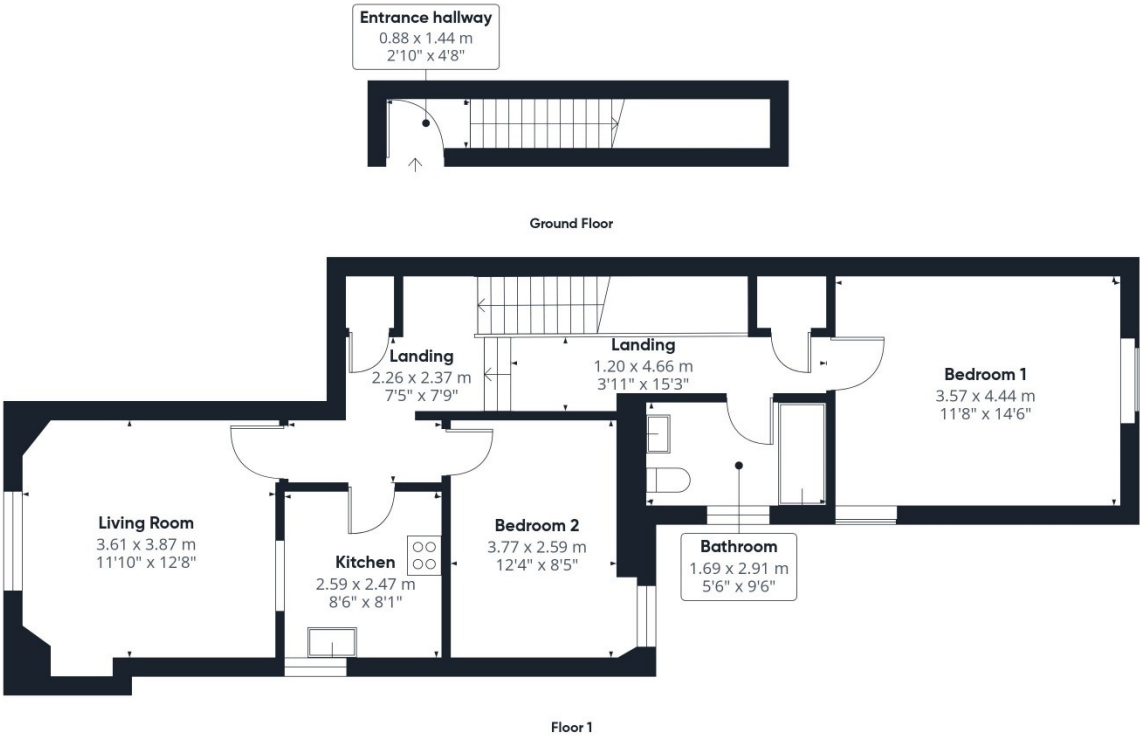 Entrance hallway
0.88 x 1.44 m
2'10" x 4'8"
Ground Floor
Landing
2.26 x 2.37 m
7'5" x 7'9"
Landing
1.20 x 4.66 m
3'11" x 15'3"
Bedroom 1
3.57 x 4.44 m
11'8" x 14'6"
Living Room
3.61 x 3.87 m
11'10" x 12'8"
Kitchen
2.59 x 2.47 m
8'6" x 8'1"
Bedroom 2
3.77 x 2.59 m
12'4" x 8'5"
Bathroom
1.69 x 2.91 m
5'6" x 9'6"
Floor 1